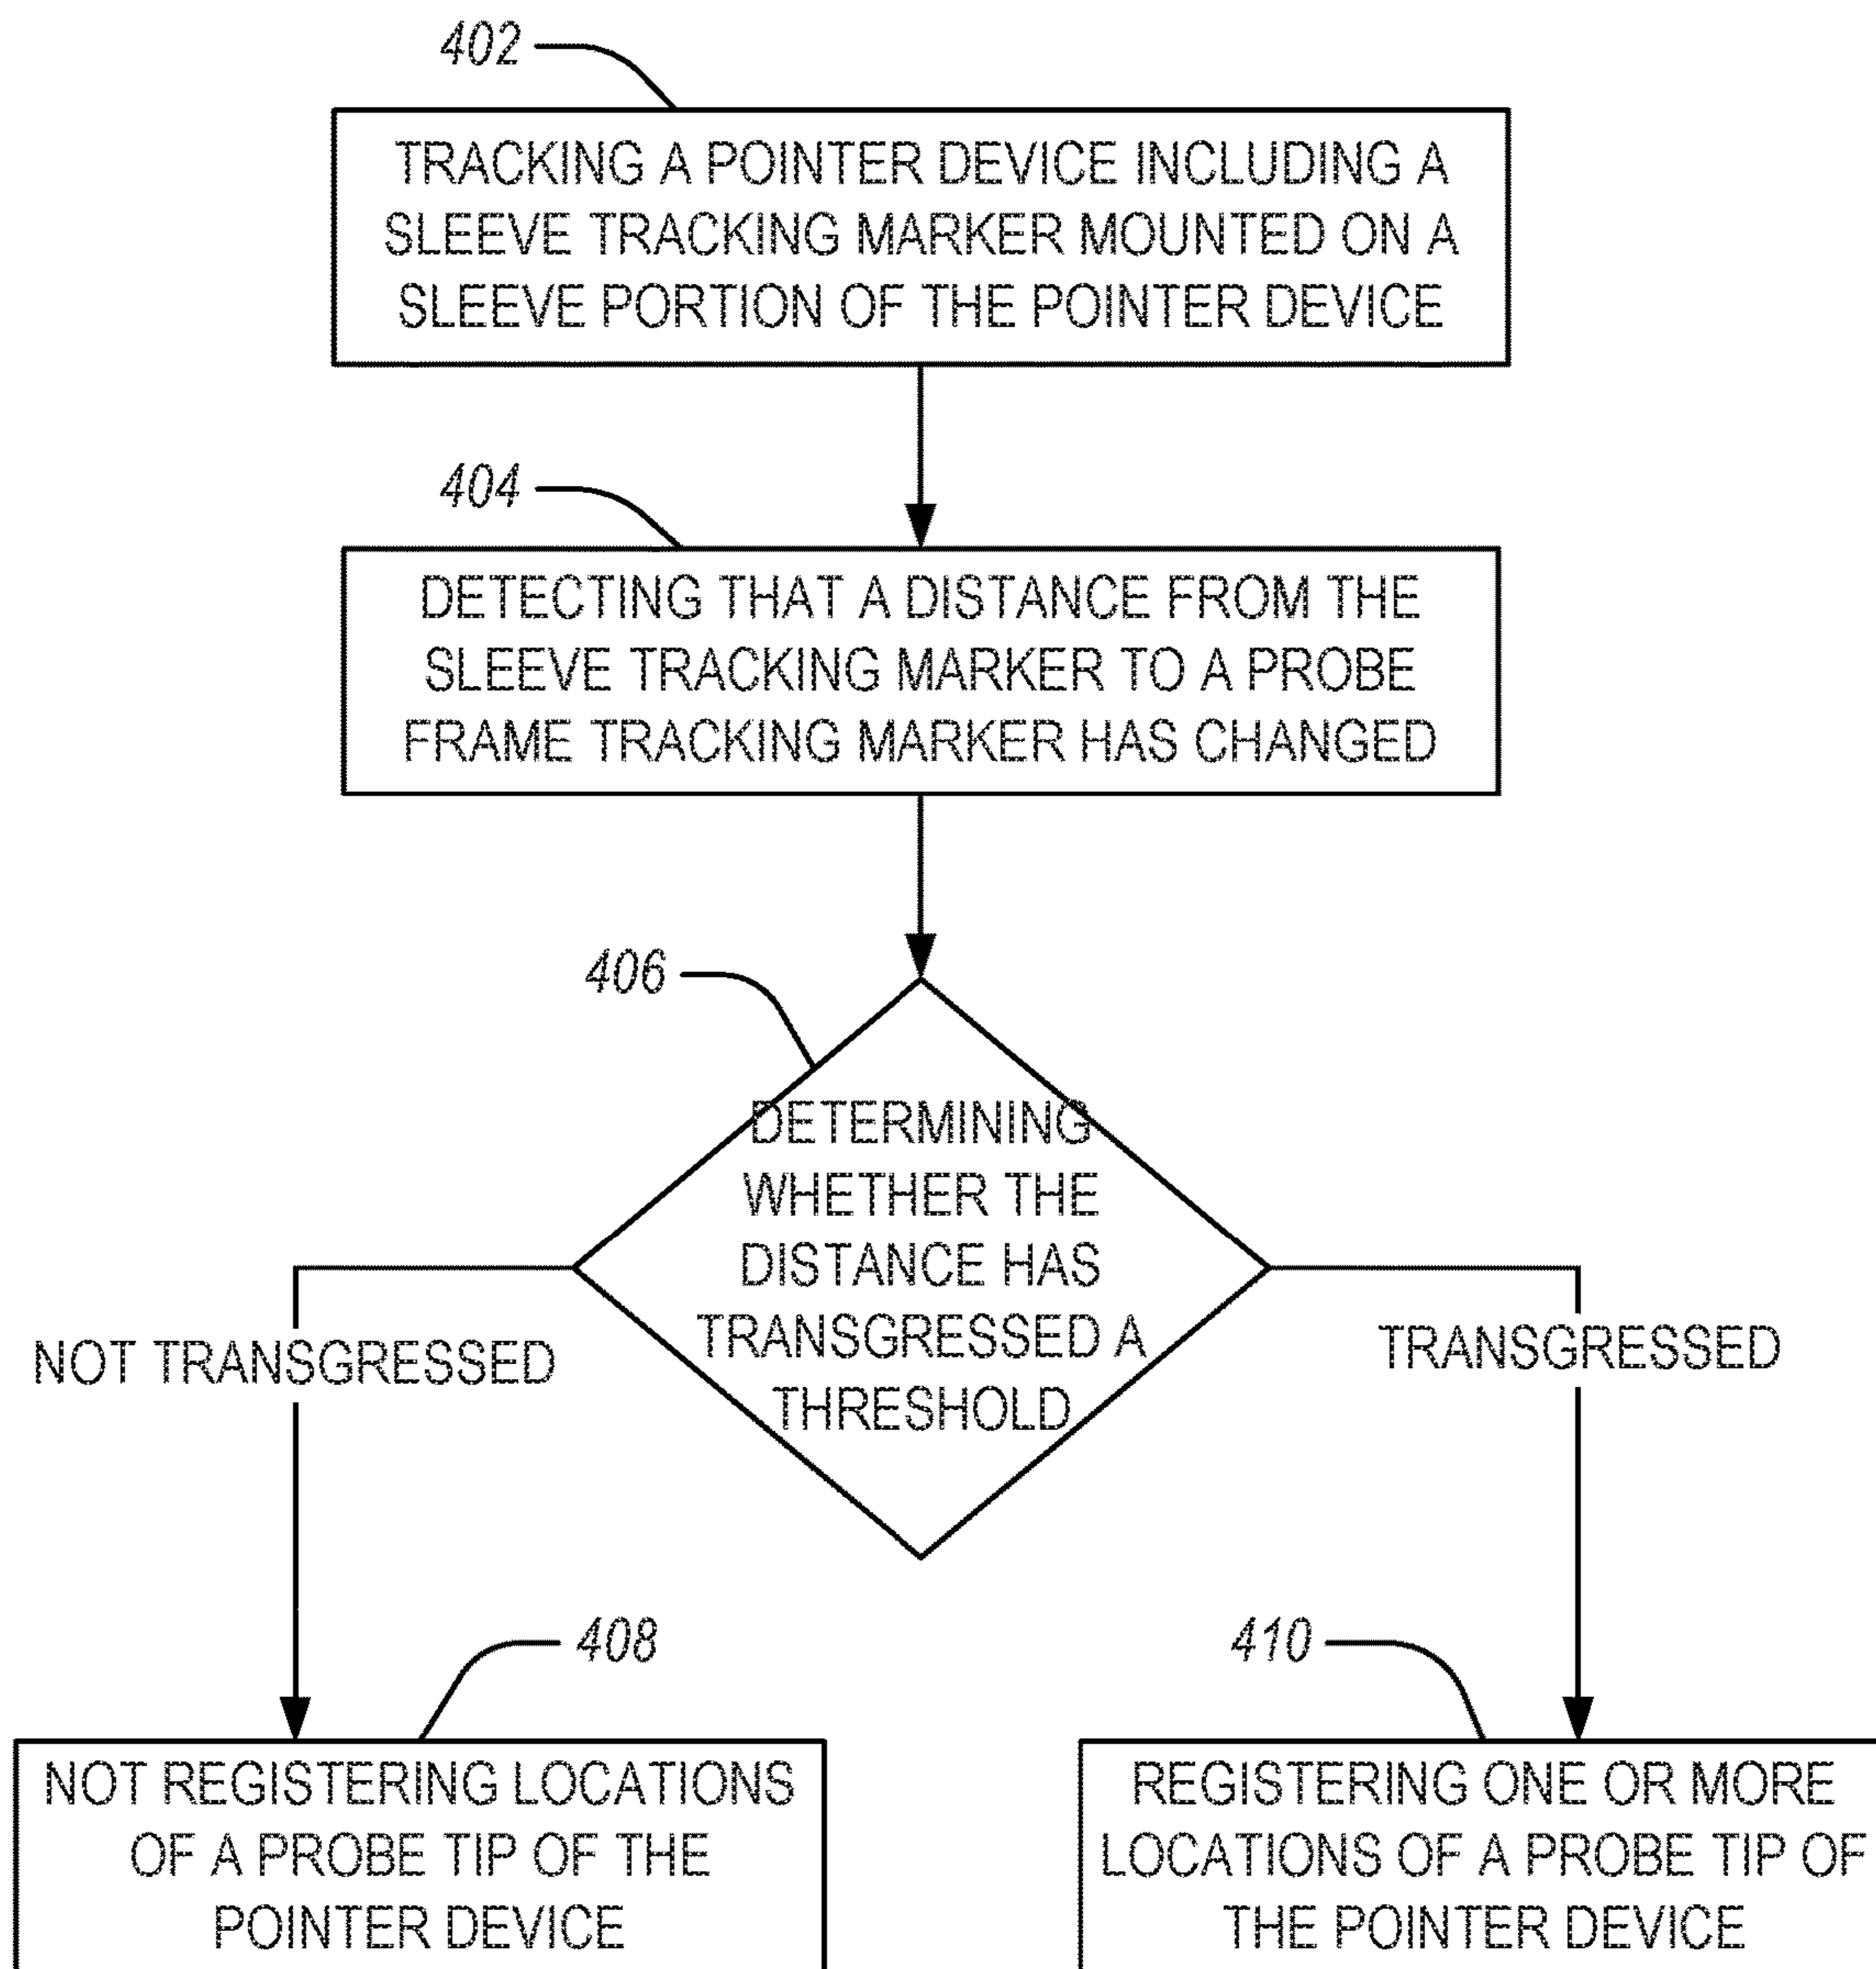 402
TRACKING A POINTER DEVICE INCLUDING A
SLEEVE TRACKING MARKER MOUNTED ON A
SLEEVE PORTION OF THE POINTER DEVICE
404
DETECTING THAT A DISTANCE FROM THE
SLEEVE TRACKING MARKER TO A PROBE
FRAME TRACKING MARKER HAS CHANGED
406
DETERMINING
WHETHER THE
DISTANCE HAS
TRANSGRESSED A
THRESHOLD
NOT TRANSGRESSED
TRANSGRESSED
408
NOT REGISTERING LOCATIONS
OF A PROBE TIP OF THE
POINTER DEVICE
410
REGISTERING ONE OR MORE
LOCATIONS OF A PROBE TIP OF
THE POINTER DEVICE